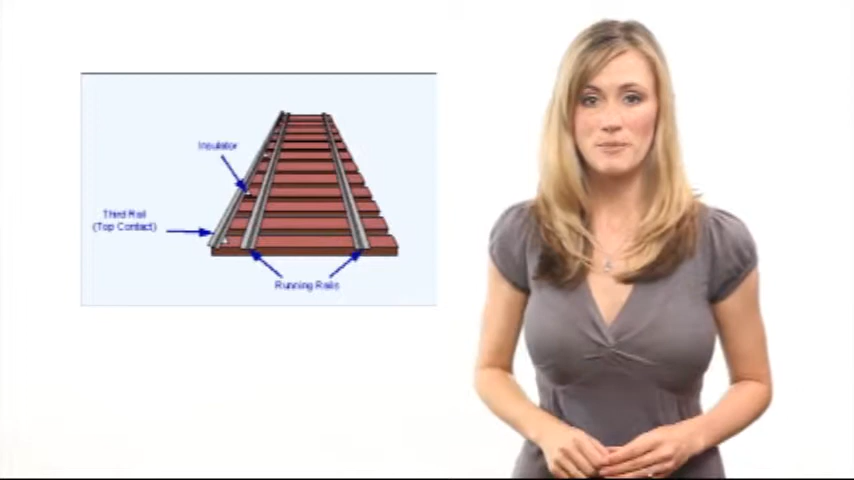 Insulator
Third Rail
(Top Contact)
Running Rails